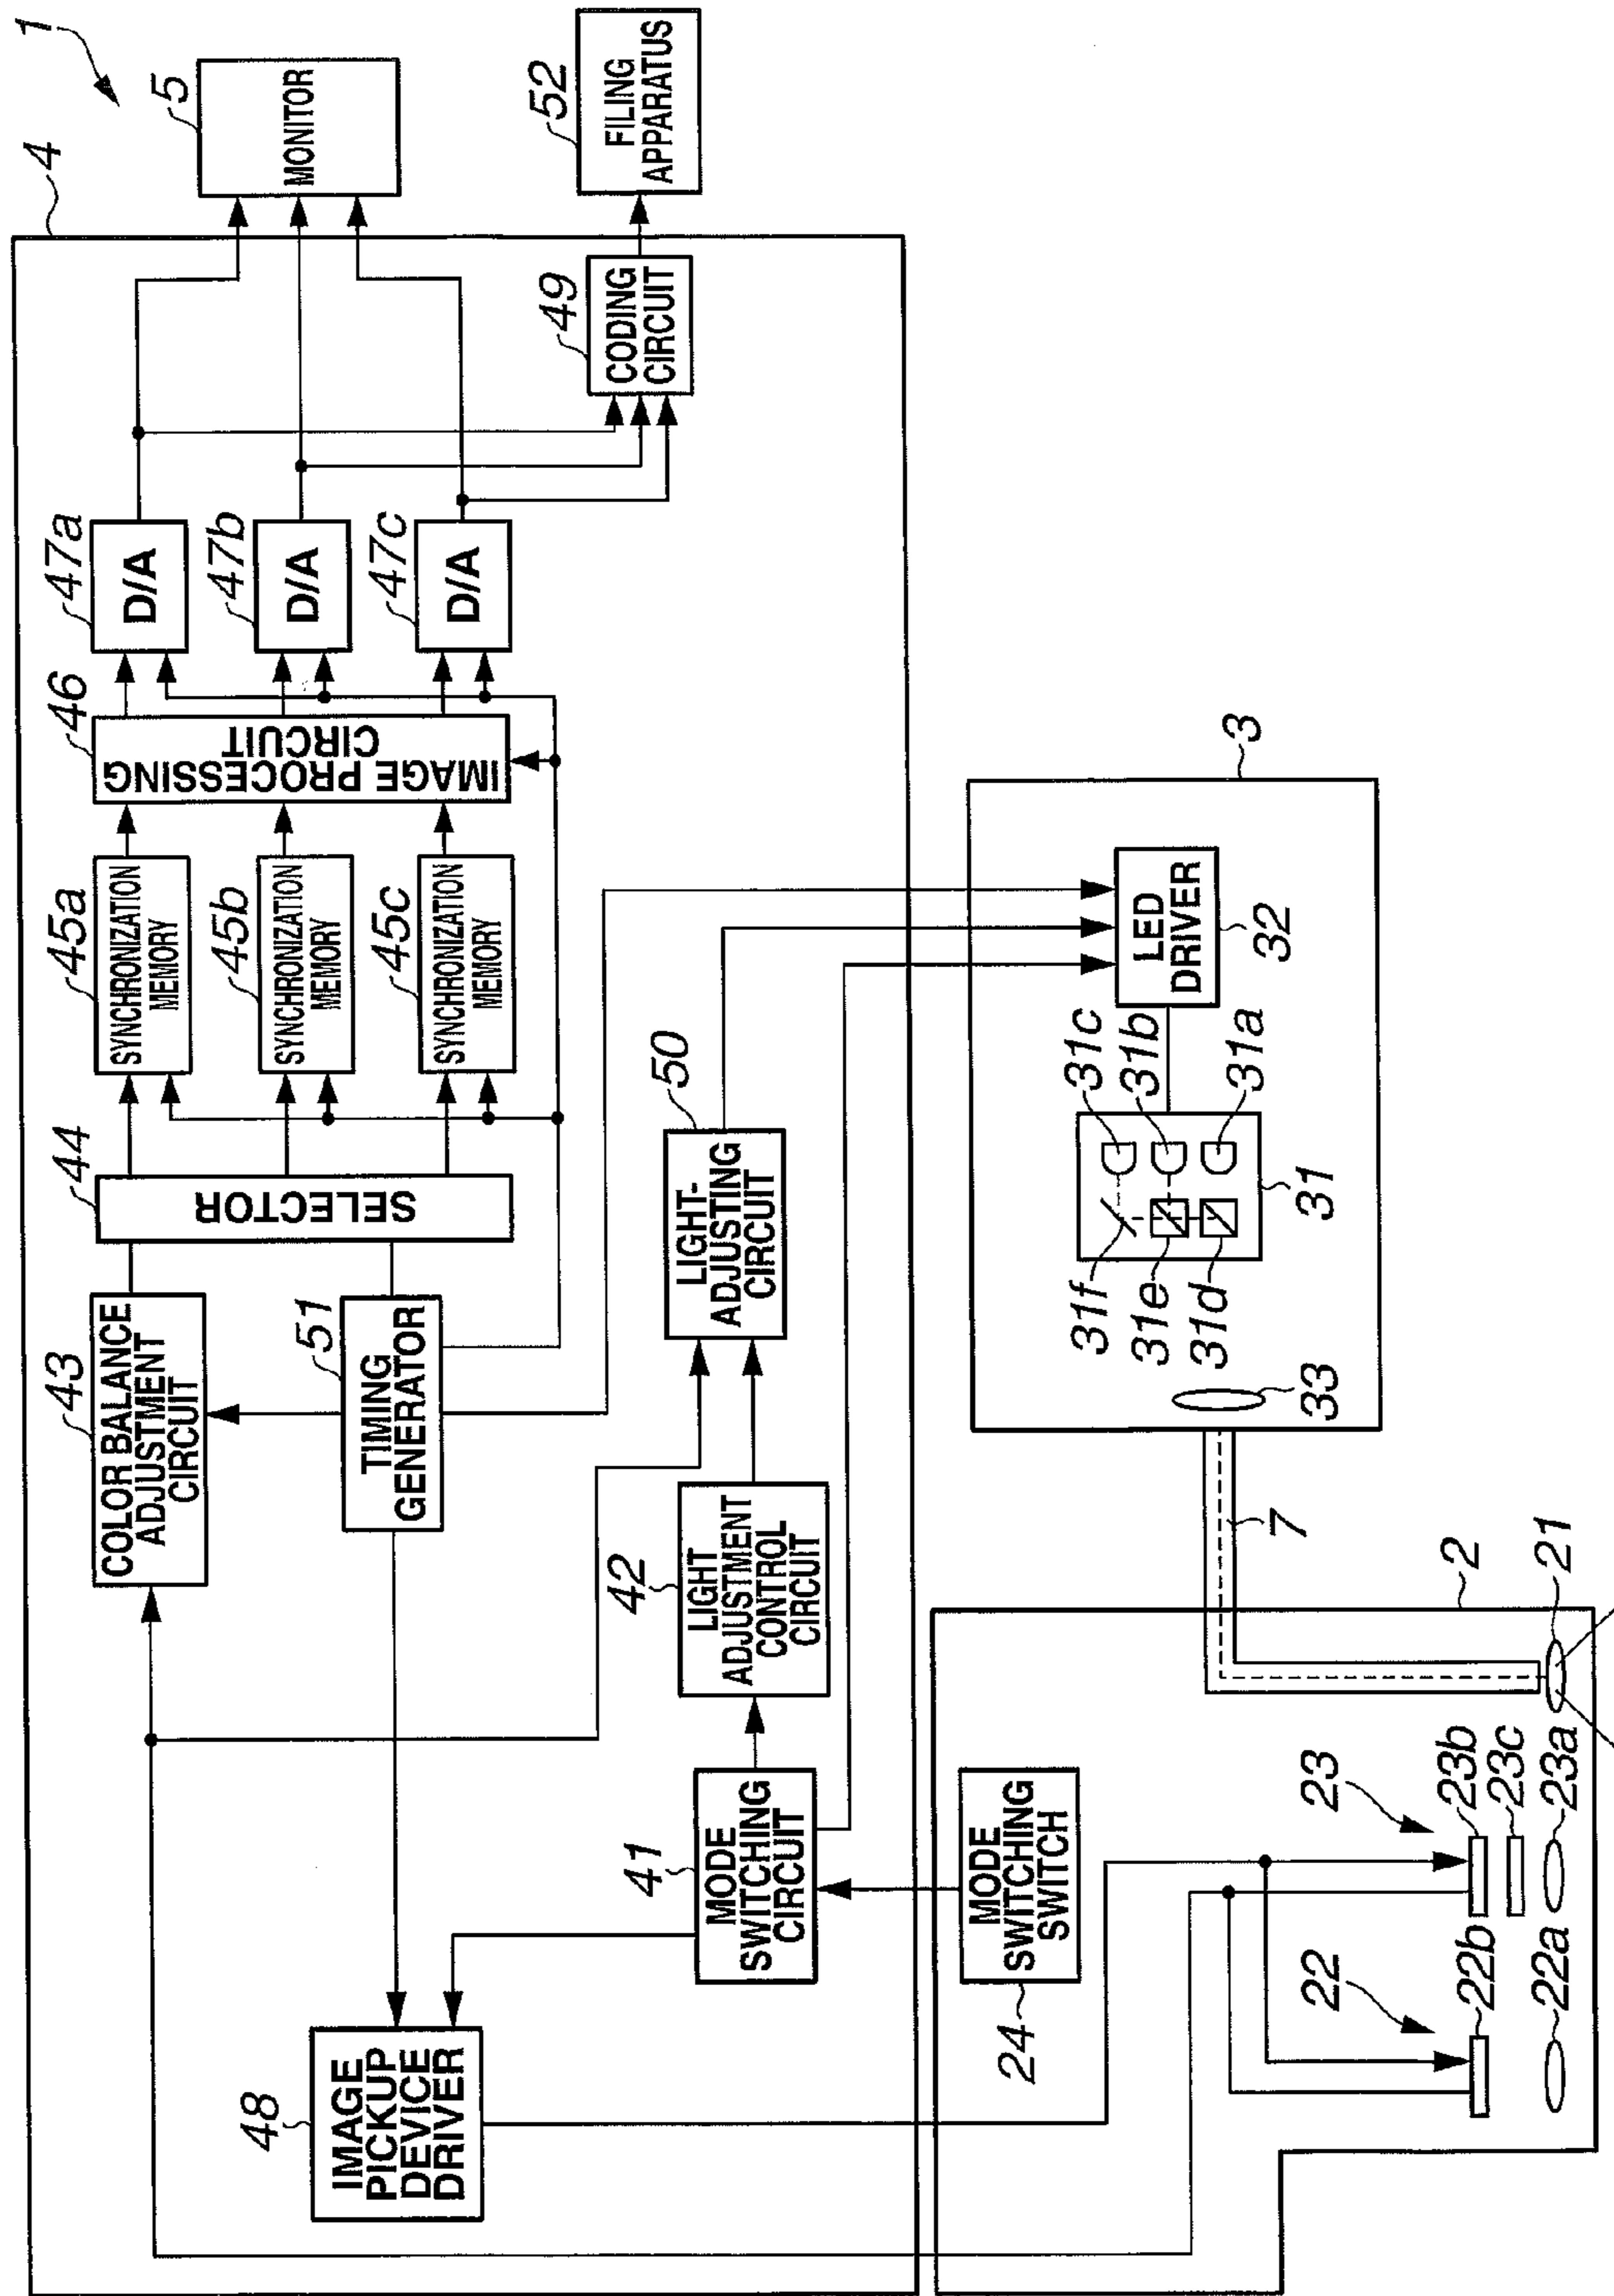 1
4
5
MONITOR
52
FILING
APPARATUS
49
CODING
CIRCUIT
47a
D/A
47b
D/A
47c
D/A
46
IMAGE PROCESSING
CIRCUIT
45a
SYNCHRONIZATION
MEMORY
45b
SYNCHRONIZATION
MEMORY
45c
SYNCHRONIZATION
MEMORY
44
SELECTOR
43
COLOR BALANCE
ADJUSTMENT
CIRCUIT
51
TIMING
GENERATOR
50
LIGHT-
ADJUSTING
CIRCUIT
42
LIGHT
ADJUSTMENT
CONTROL
CIRCUIT
41
MODE
SWITCHING
CIRCUIT
48
IMAGE
PICKUP
DEVICE
DRIVER
3
LED
DRIVER
32
31c
31b
31a
31
31f
31e
31d
33
7
2
21
MODE
SWITCHING
SWITCH
24
23
23b
23c
23a
22
22b
22a